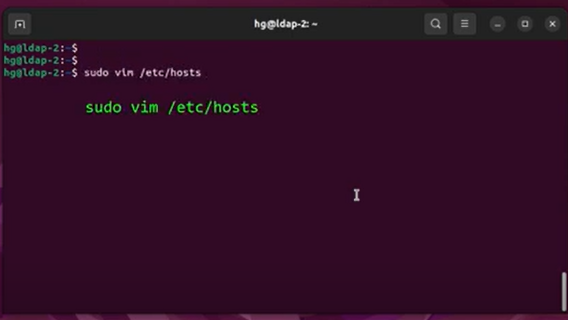 hg@ldap-2: ~
hg@ldap-2:~$
hg@ldap-2:~$
hg@ldap-2:~$ sudo vim /etc/hosts
sudo vim /etc/hosts